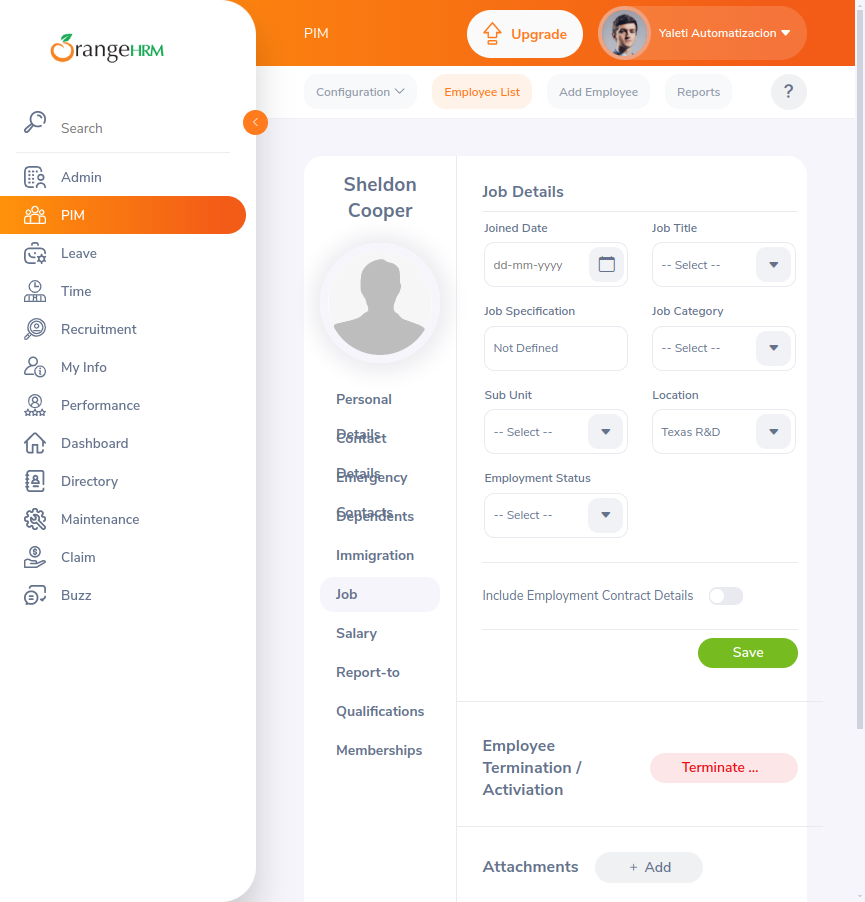 OrangeHRM
PIM
Upgrade
Yaleti Automatizacion
Configuration
Employee List
Add Employee
Reports
?
Search
Admin
PIM
Leave
Time
Recruitment
My Info
Performance
Dashboard
Directory
Maintenance
Claim
Buzz
Sheldon
Cooper
Personal
Details
Contact
Details
Emergency
Contacts
Dependents
Immigration
Job
Salary
Report-to
Qualifications
Memberships
Job Details
Joined Date
Job Title
dd-mm-yyyy
-- Select --
Job Specification
Job Category
Not Defined
-- Select --
Sub Unit
Location
-- Select --
Texas R&D
Employment Status
-- Select --
Include Employment Contract Details
Save
Employee
Termination /
Activiation
Terminate ...
Attachments
+ Add